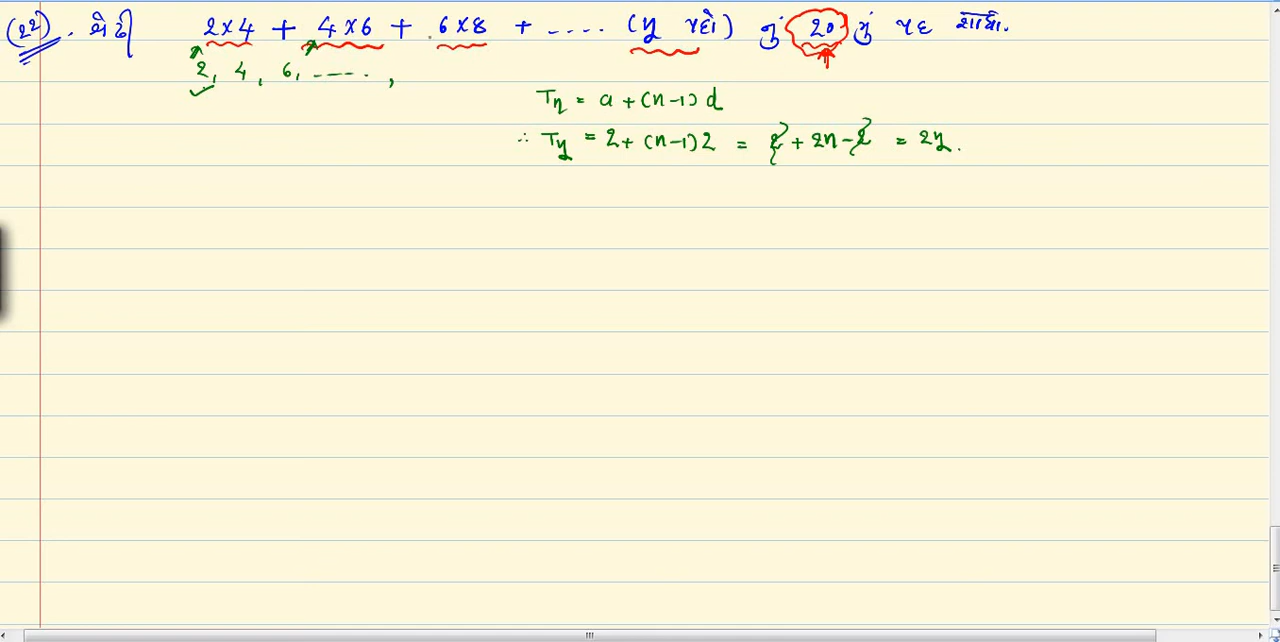 (22). શ્રેણી 2×4 + 4×6 + 6×8 + .... (n પદો) નું 20 મું પદ શોધો.
2, 4, 6, ....... ,
Tn = a + (n-1) d
∴ Tn = 2 + (n-1) 2 = 2 + 2n - 2 = 2n.